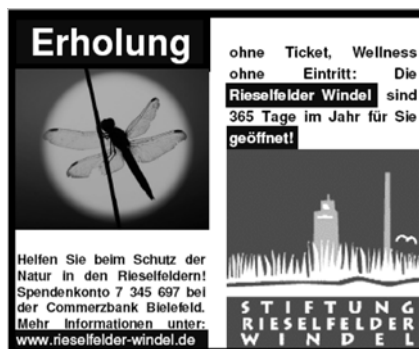 Erholung
ohne Ticket, Wellness
ohne Eintritt: Die
Rieselfelder Windel sind
365 Tage im Jahr für Sie
geöffnet!
Helfen Sie beim Schutz der
Natur in den Rieselfeldern!
Spendenkonto 7 345 697 bei
der Commerzbank Bielefeld.
Mehr Informationen unter:
www.rieselfelder-windel.de
STIFTUNG
RIESELFELDER
WINDEL